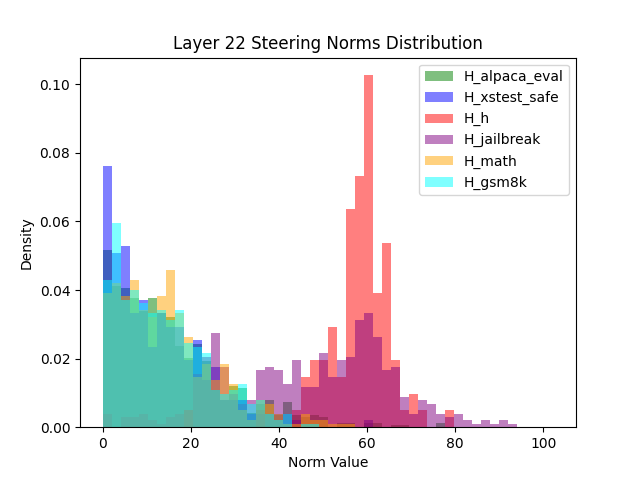 Layer 22 Steering Norms Distribution
H_alpaca_eval
H_xstest_safe
H_h
H_jailbreak
H_math
H_gsm8k
0.10
0.08
0.06
0.04
0.02
0.00
Density
0 20 40 60 80 100
Norm Value